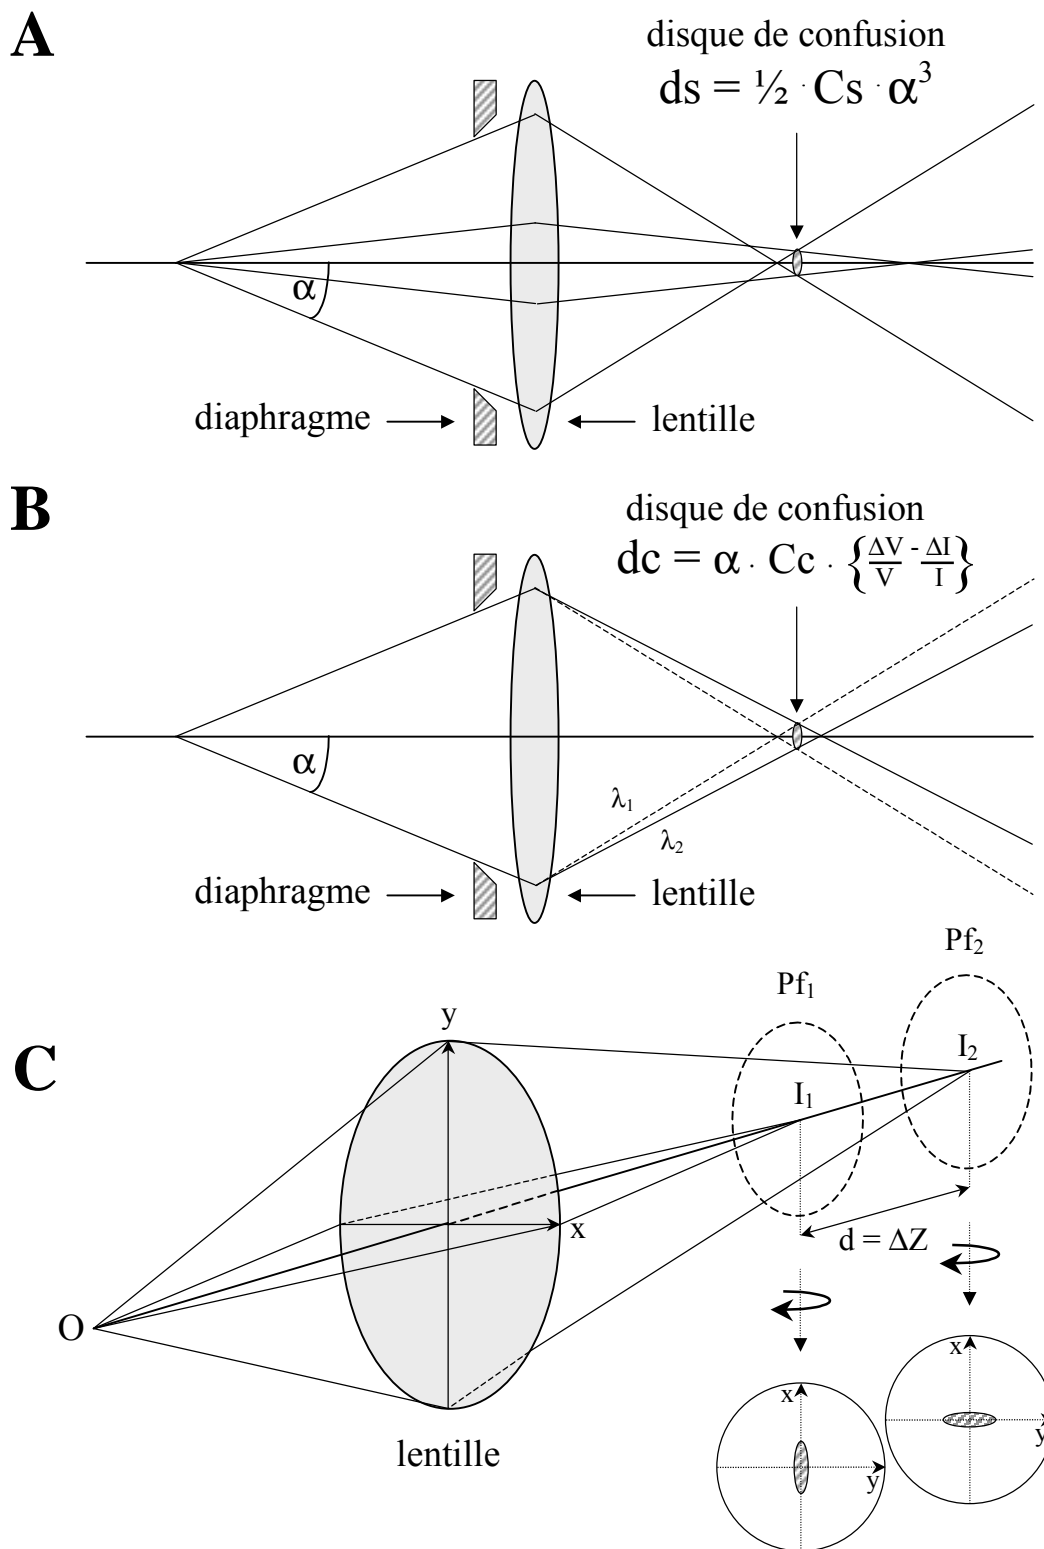 A
disque de confusion
ds = ½ · Cs · α³
α
diaphragme
lentille
B
disque de confusion
dc = α · Cc · {ΔV/V - ΔI/I}
α
λ₁
λ₂
diaphragme
lentille
Pf₂
Pf₁
C
y
I₂
I₁
x
d = ΔZ
O
x
y
x
y
lentille